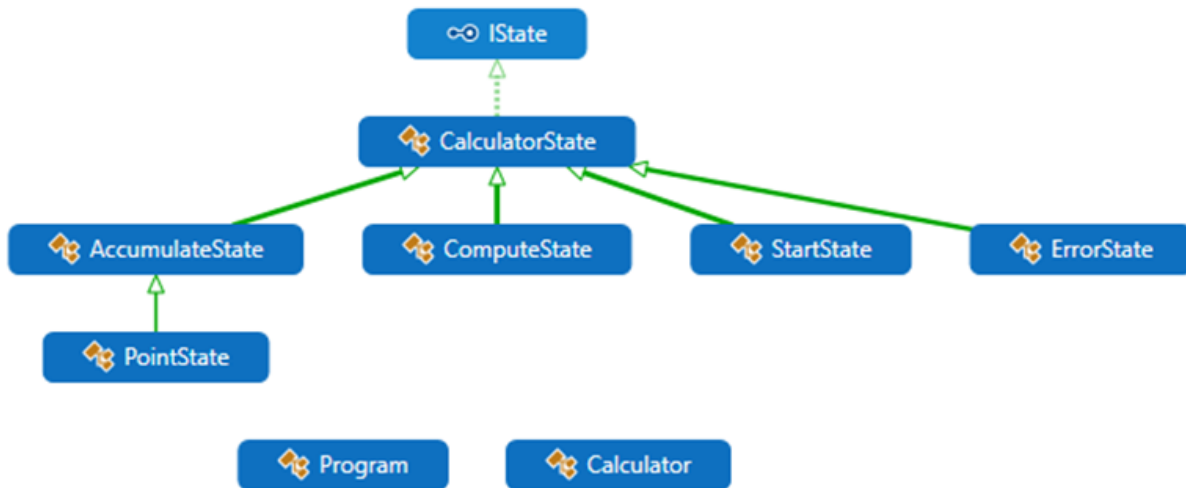 IState
CalculatorState
AccumulateState
ComputeState
StartState
ErrorState
PointState
Program
Calculator